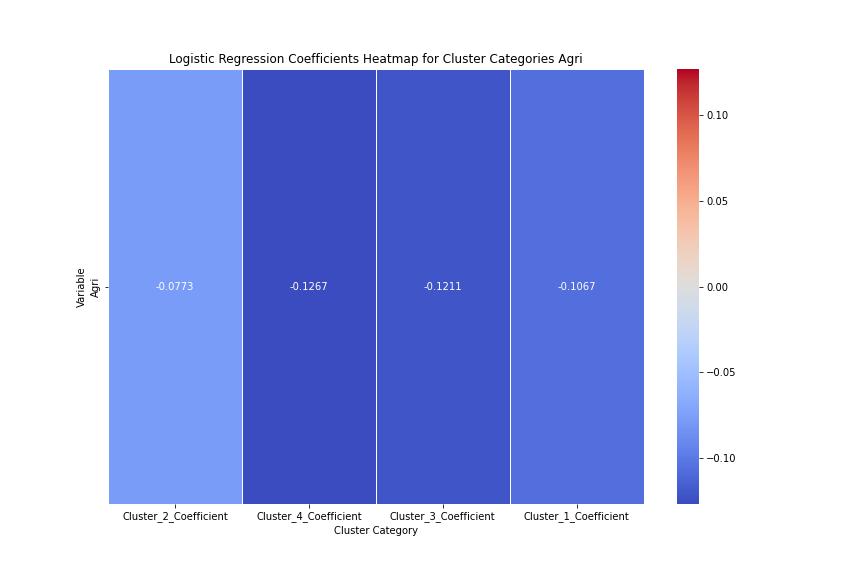 Logistic Regression Coefficients Heatmap for Cluster Categories Agri
Variable
Agri
-0.0773
-0.1267
-0.1211
-0.1067
Cluster_2_Coefficient
Cluster_4_Coefficient
Cluster_3_Coefficient
Cluster_1_Coefficient
Cluster Category
0.10
0.05
0.00
−0.05
−0.10